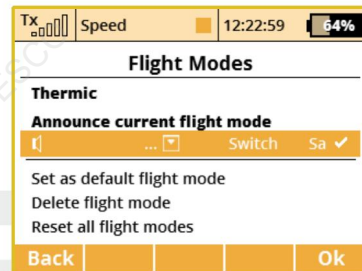 Tx Speed 12:22:59 64%
Flight Modes
Thermic
Announce current flight mode
... Switch Sa
Set as default flight mode
Delete flight mode
Reset all flight modes
Back Ok